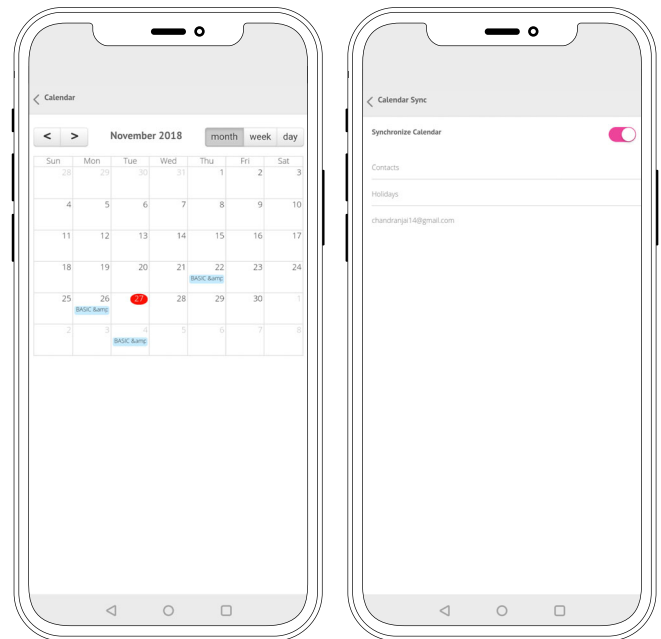 Calendar
< > November 2018 month week day
Sun Mon Tue Wed Thu Fri Sat
28 29 30 31 1 2 3
4 5 6 7 8 9 10
11 12 13 14 15 16 17
18 19 20 21 22 23 24
BASIC &amp;
25 26 27 28 29 30 1
BASIC &amp;
2 3 4 5 6 7 8
BASIC &amp;
Calendar Sync
Synchronize Calendar
Contacts
Holidays
chandranjai14@gmail.com